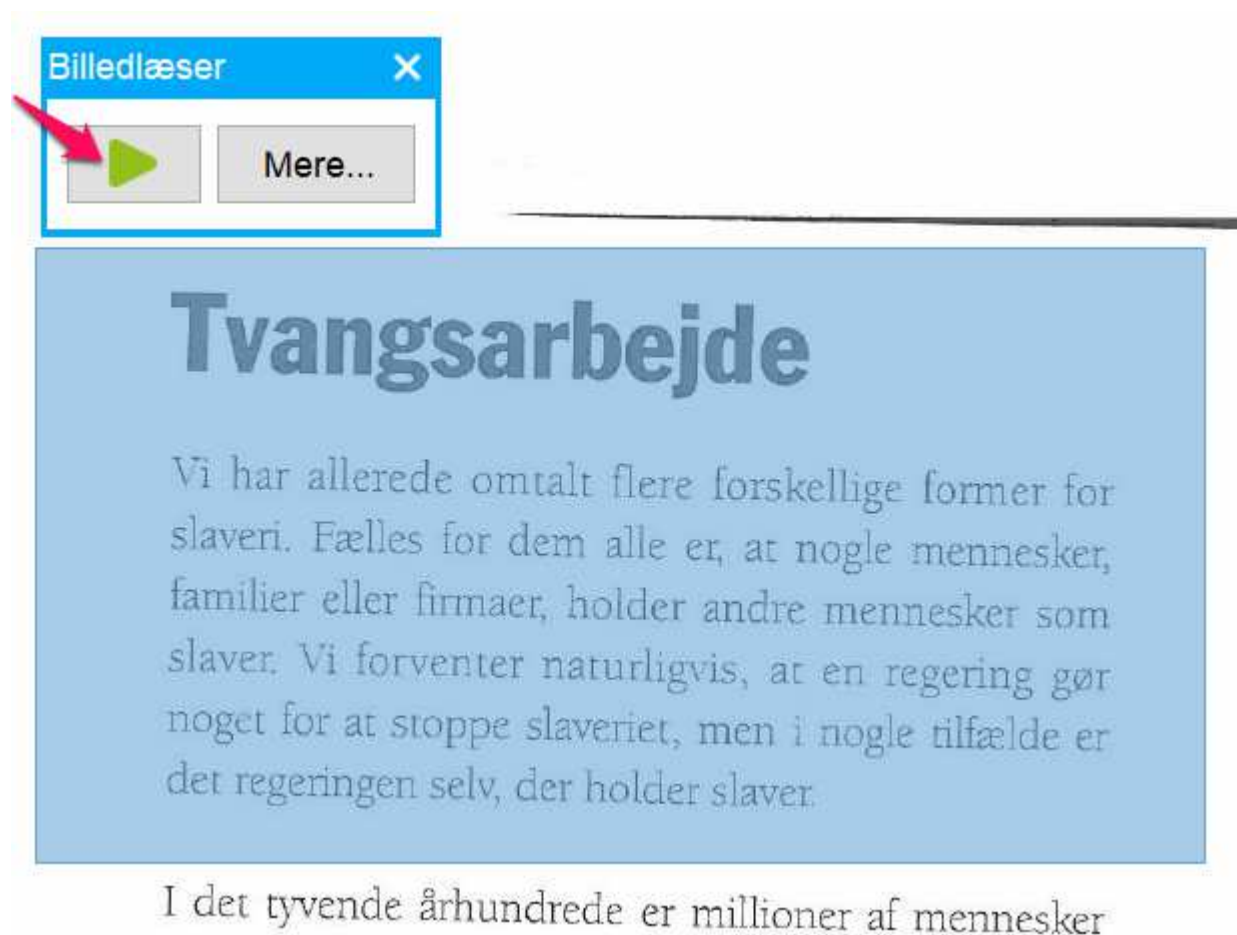 Billedlæser
Mere...
Tvangsarbejde
Vi har allerede omtalt flere forskellige former for
slaveri. Fælles for dem alle er, at nogle mennesker,
familier eller firmaer, holder andre mennesker som
slaver. Vi forventer naturligvis, at en regering gør
noget for at stoppe slaveriet, men i nogle tilfælde er
det regeringen selv, der holder slaver.
I det tyvende århundrede er millioner af mennesker